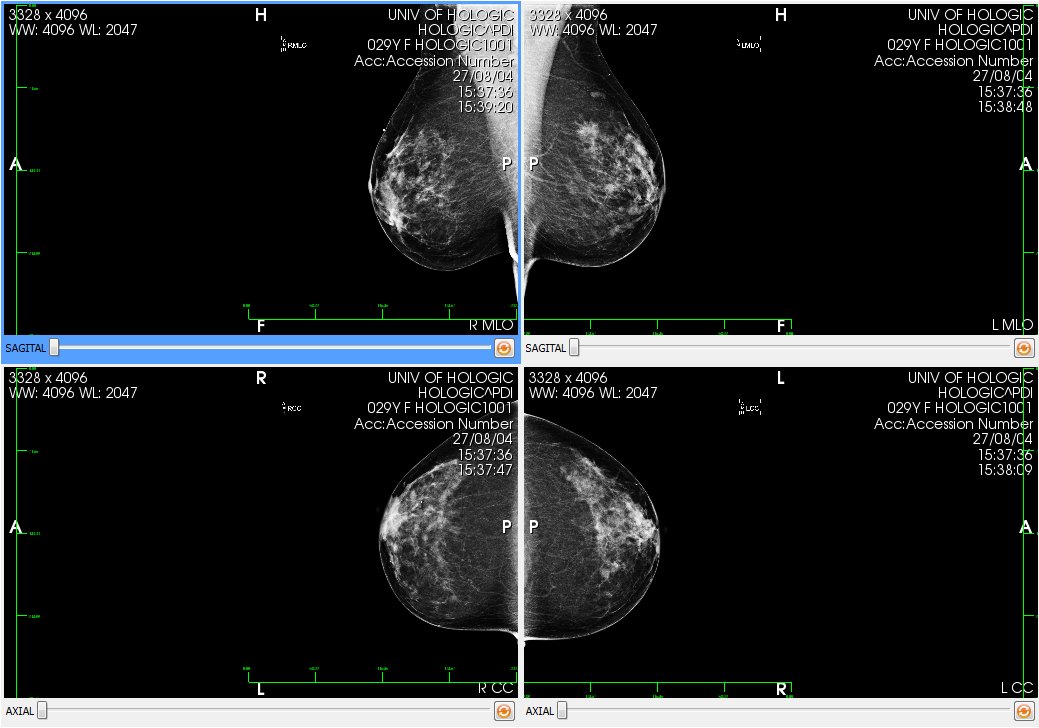 3328 x 4096
WW: 4096 WL: 2047
H
UNIV OF HOLOGIC
HOLOGIC^PDI
029Y F HOLOGIC1001
Acc:Accession Number
27/08/04
15:37:36
15:39:20
RMLO
A
P
F
R MLO
SAGITAL
3328 x 4096
WW: 4096 WL: 2047
H
UNIV OF HOLOGIC
HOLOGIC^PDI
029Y F HOLOGIC1001
Acc:Accession Number
27/08/04
15:37:36
15:38:48
LMLO
P
A
F
L MLO
SAGITAL
3328 x 4096
WW: 4096 WL: 2047
R
UNIV OF HOLOGIC
HOLOGIC^PDI
029Y F HOLOGIC1001
Acc:Accession Number
27/08/04
15:37:36
15:37:47
RCC
A
P
L
R CC
AXIAL
3328 x 4096
WW: 4096 WL: 2047
L
UNIV OF HOLOGIC
HOLOGIC^PDI
029Y F HOLOGIC1001
Acc:Accession Number
27/08/04
15:37:36
15:38:09
LCC
P
A
R
L CC
AXIAL